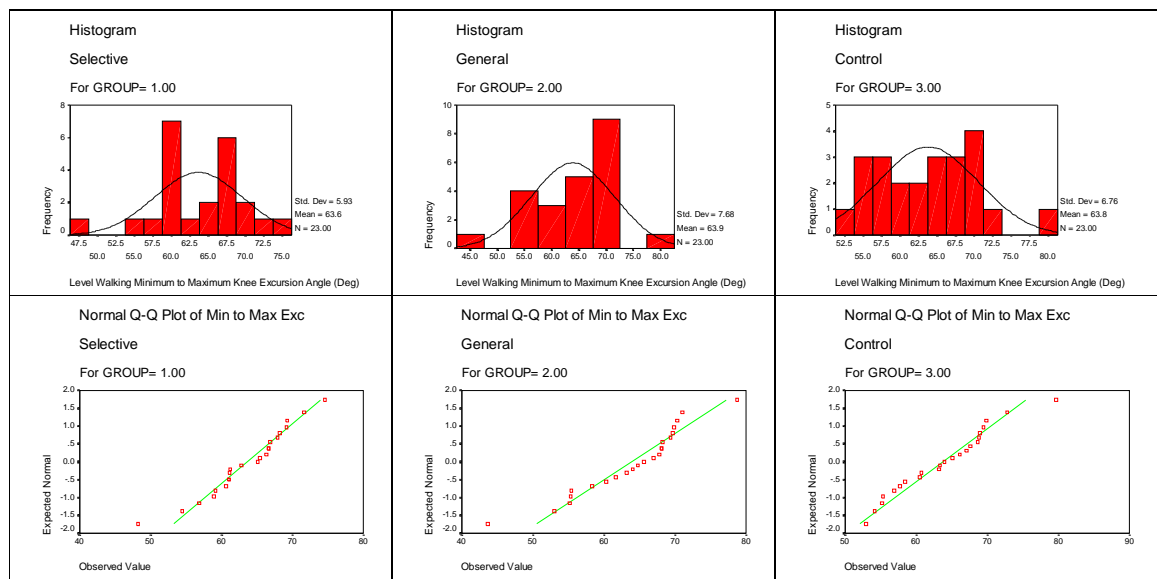 Histogram
Selective
For GROUP= 1.00
8
6
4
2
0
Frequency
47.5
50.0
52.5
55.0
57.5
60.0
62.5
65.0
67.5
70.0
72.5
75.0
Std. Dev = 5.93
Mean = 63.6
N = 23.00
Level Walking Minimum to Maximum Knee Excursion Angle (Deg)
Histogram
General
For GROUP= 2.00
10
8
6
4
2
0
Frequency
45.0
50.0
55.0
60.0
65.0
70.0
75.0
80.0
Std. Dev = 7.68
Mean = 63.9
N = 23.00
Level Walking Minimum to Maximum Knee Excursion Angle (Deg)
Histogram
Control
For GROUP= 3.00
5
4
3
2
1
0
Frequency
52.5
55.0
57.5
60.0
62.5
65.0
67.5
70.0
72.5
75.0
77.5
80.0
Std. Dev = 6.76
Mean = 63.8
N = 23.00
Level Walking Minimum to Maximum Knee Excursion Angle (Deg)
Normal Q-Q Plot of Min to Max Exc
Selective
For GROUP= 1.00
2.0
1.5
1.0
.5
0.0
-.5
-1.0
-1.5
-2.0
Expected Normal
40
50
60
70
80
Observed Value
Normal Q-Q Plot of Min to Max Exc
General
For GROUP= 2.00
2.0
1.5
1.0
.5
0.0
-.5
-1.0
-1.5
-2.0
Expected Normal
40
50
60
70
80
Observed Value
Normal Q-Q Plot of Min to Max Exc
Control
For GROUP= 3.00
2.0
1.5
1.0
.5
0.0
-.5
-1.0
-1.5
-2.0
Expected Normal
50
60
70
80
90
Observed Value